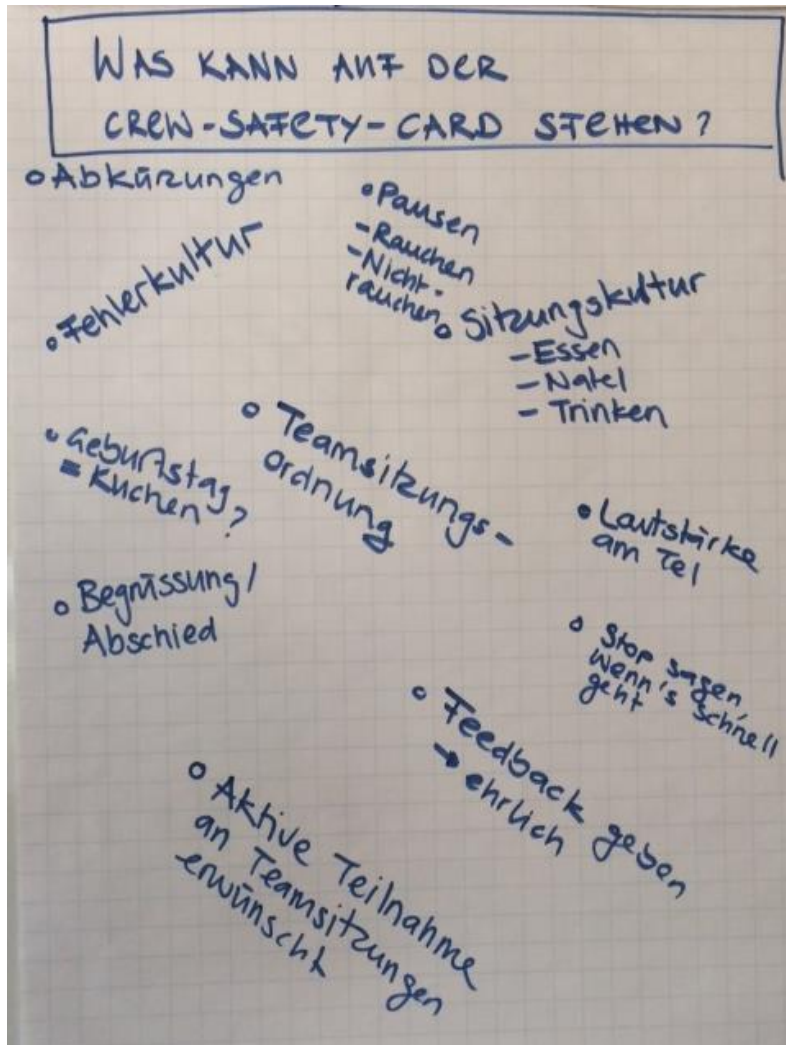 WAS KANN AUF DER
CREW-SAFETY-CARD STEHEN?
• Abkürzungen
• Pausen
- Rauchen
- Nicht-
rauchen
• Fehlerkultur
• Sitzungskultur
- Essen
- Natel
- Trinken
• Geburtstag
= Kuchen?
• Teamsitzungs-
ordnung
• Lautstärke
am Tel
• Begrüssung/
Abschied
• Stop sagen,
wenn's schnell
geht
• Feedback geben
→ ehrlich
• Aktive Teilnahme
an Teamsitzungen
erwünscht